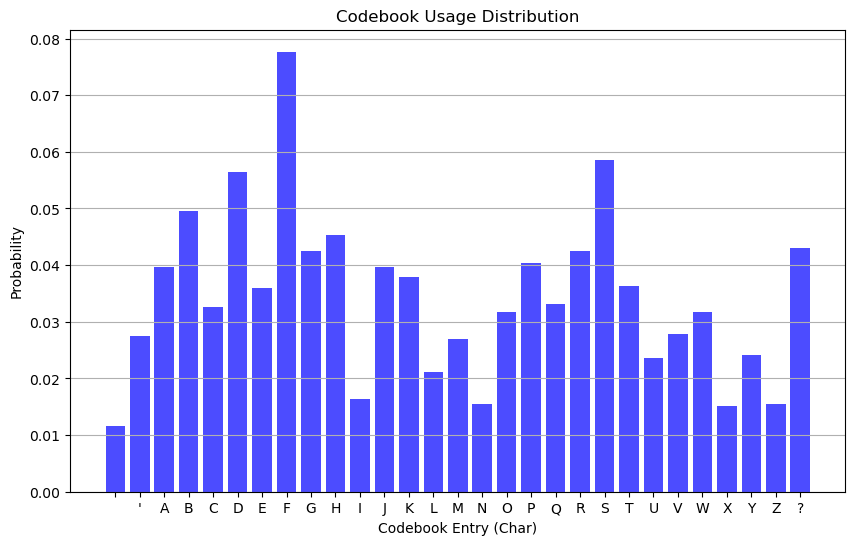 Codebook Usage Distribution
0.08
0.07
0.06
0.05
0.04
0.03
0.02
0.01
0.00
Probability
' A B C D E F G H I J K L M N O P Q R S T U V W X Y Z ?
Codebook Entry (Char)